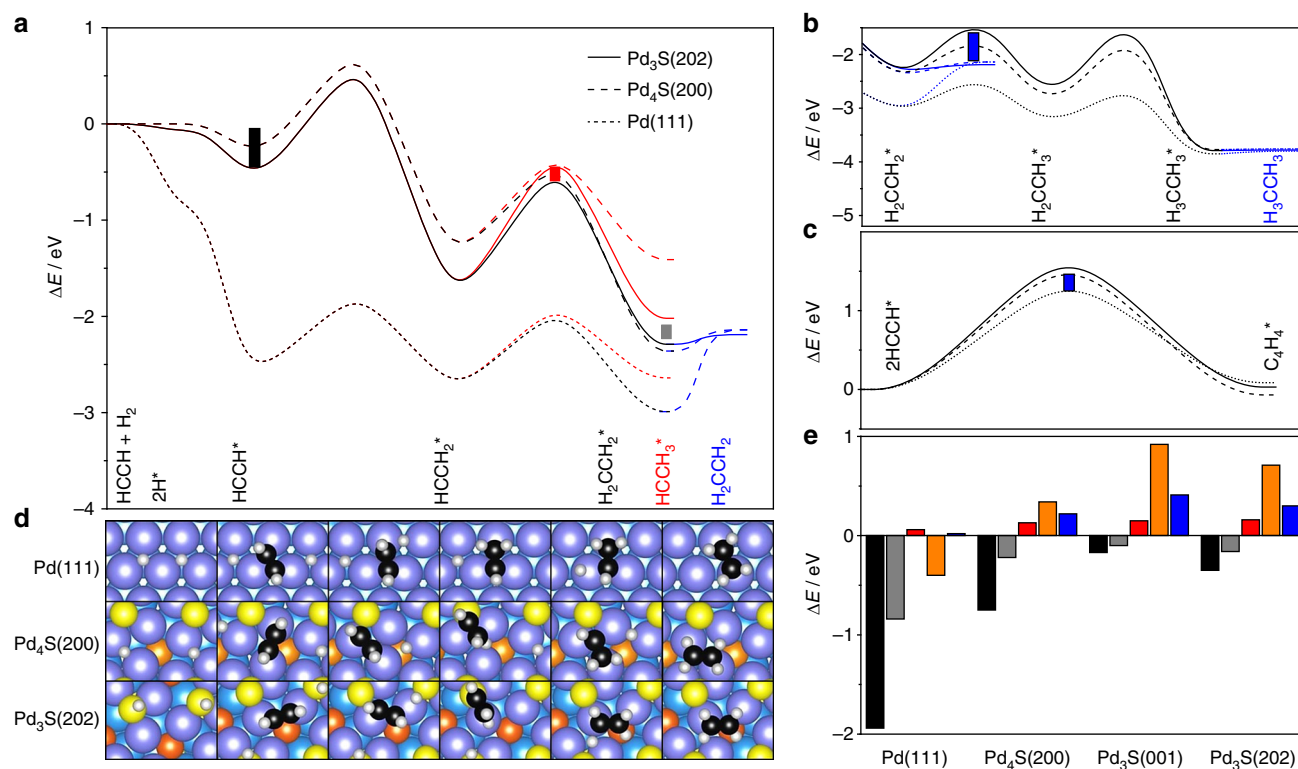 a
1
0
−1
−2
−3
−4
ΔE / eV
Pd₃S(202)
Pd₄S(200)
Pd(111)
HCCH + H₂
2H*
HCCH*
HCCH₂*
H₂CCH₂*
HCCH₃*
H₂CCH₂
b
−2
−3
−4
−5
ΔE / eV
H₂CCH₂*
H₂CCH₃*
H₃CCH₃*
H₃CCH₃
c
1
0
ΔE / eV
2HCCH*
C₄H₄*
d
Pd(111)
Pd₄S(200)
Pd₃S(202)
e
1
0
−1
−2
ΔE / eV
Pd(111)
Pd₄S(200)
Pd₃S(001)
Pd₃S(202)